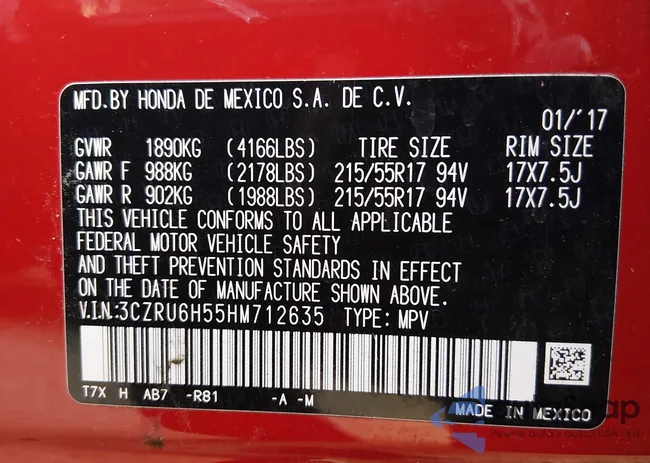 MFD.BY HONDA DE MEXICO S.A. DE C.V.
01/'17
GVWR 1890KG (4166LBS) TIRE SIZE RIM SIZE
GAWR F 988KG (2178LBS) 215/55R17 94V 17X7.5J
GAWR R 902KG (1988LBS) 215/55R17 94V 17X7.5J
THIS VEHICLE CONFORMS TO ALL APPLICABLE
FEDERAL MOTOR VEHICLE SAFETY
AND THEFT PREVENTION STANDARDS IN EFFECT
ON THE DATE OF MANUFACTURE SHOWN ABOVE.
V.I.N:3CZRU6H55HM712635 TYPE: MPV
T7X H AB7 -R81 -A -M
MADE IN MEXICO